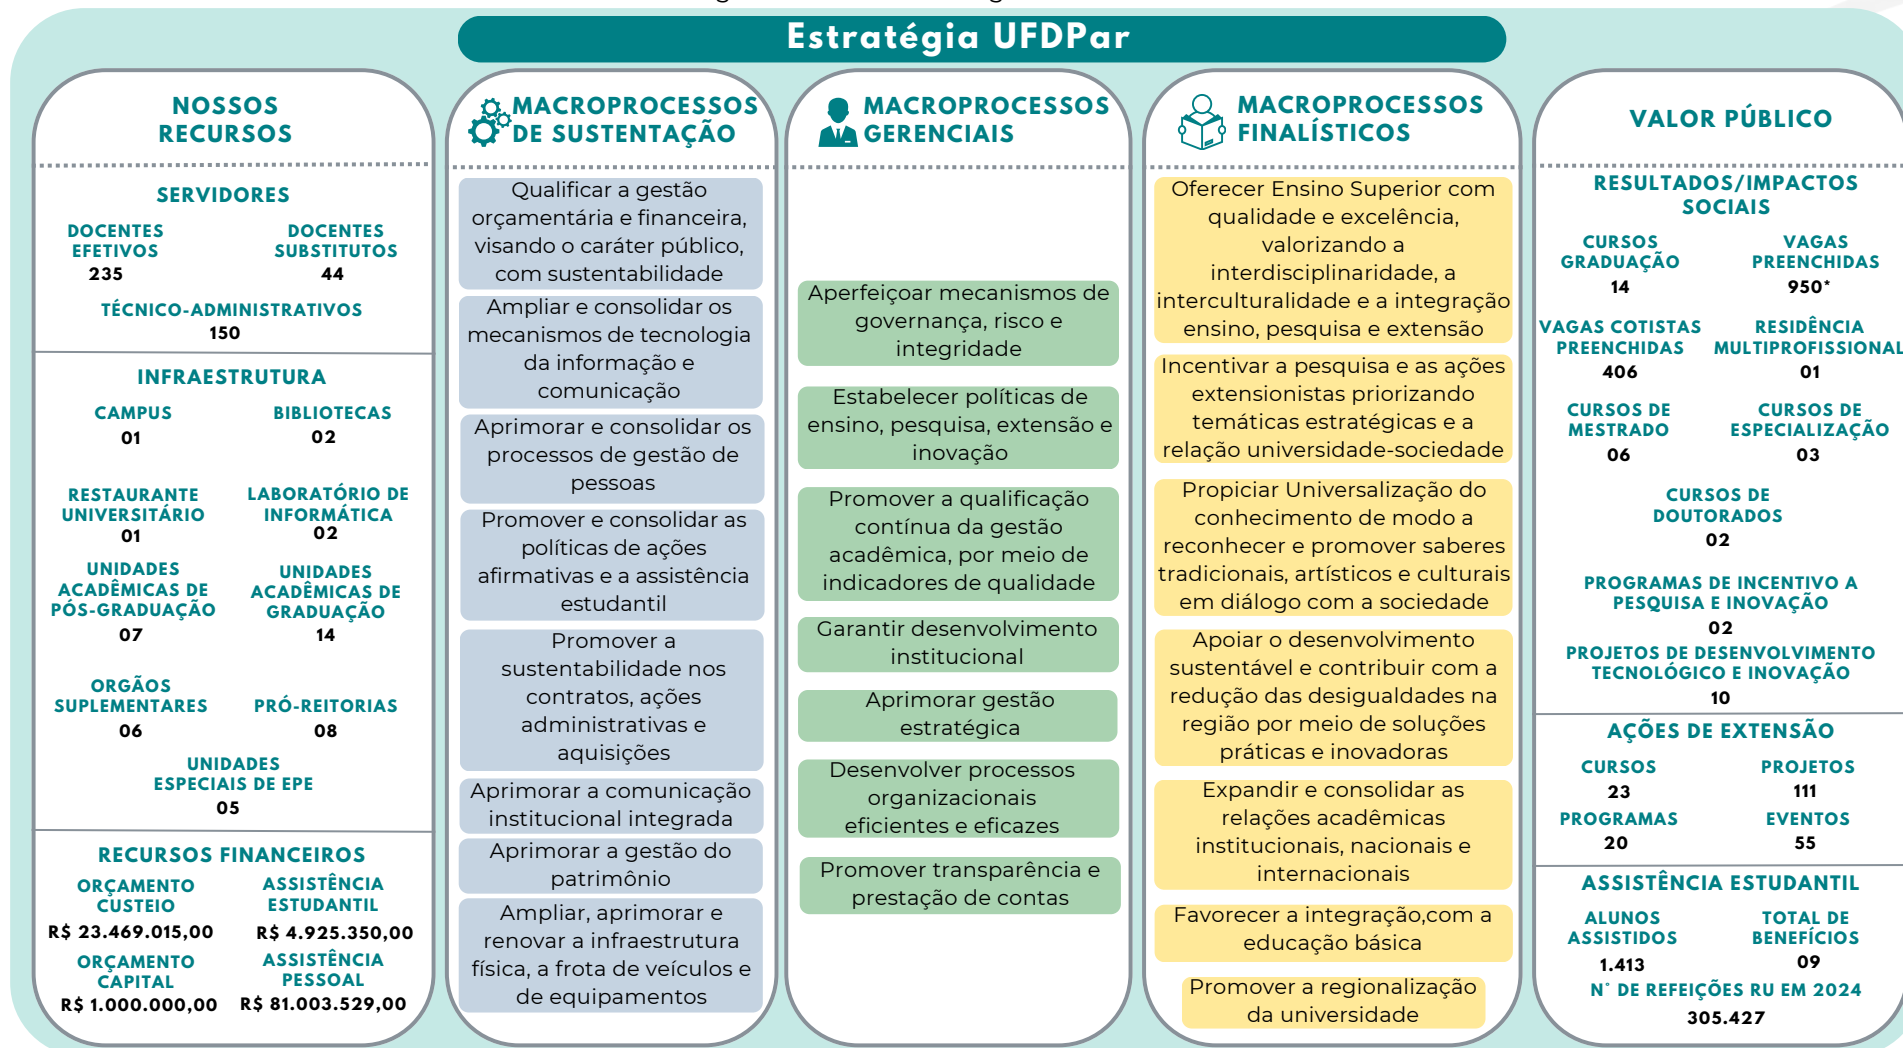 Estratégia UFDPar
NOSSOS
RECURSOS
SERVIDORES
DOCENTES
EFETIVOS
235
DOCENTES
SUBSTITUTOS
44
TÉCNICO-ADMINISTRATIVOS
150
INFRAESTRUTURA
CAMPUS
01
BIBLIOTECAS
02
RESTAURANTE
UNIVERSITÁRIO
01
LABORATÓRIO DE
INFORMÁTICA
02
UNIDADES
ACADÊMICAS DE
PÓS-GRADUAÇÃO
07
UNIDADES
ACADÊMICAS DE
GRADUAÇÃO
14
ORGÃOS
SUPLEMENTARES
06
PRÓ-REITORIAS
08
UNIDADES
ESPECIAIS DE EPE
05
RECURSOS FINANCEIROS
ORÇAMENTO
CUSTEIO
R$ 23.469.015,00
ASSISTÊNCIA
ESTUDANTIL
R$ 4.925.350,00
ORÇAMENTO
CAPITAL
R$ 1.000.000,00
ASSISTÊNCIA
PESSOAL
R$ 81.003.529,00
MACROPROCESSOS
DE SUSTENTAÇÃO
Qualificar a gestão
orçamentária e financeira,
visando o caráter público,
com sustentabilidade
Ampliar e consolidar os
mecanismos de tecnologia
da informação e
comunicação
Aprimorar e consolidar os
processos de gestão de
pessoas
Promover e consolidar as
políticas de ações
afirmativas e a assistência
estudantil
Promover a
sustentabilidade nos
contratos, ações
administrativas e
aquisições
Aprimorar a comunicação
institucional integrada
Aprimorar a gestão do
patrimônio
Ampliar, aprimorar e
renovar a infraestrutura
física, a frota de veículos e
de equipamentos
MACROPROCESSOS
GERENCIAIS
Aperfeiçoar mecanismos de
governança, risco e
integridade
Estabelecer políticas de
ensino, pesquisa, extensão e
inovação
Promover a qualificação
contínua da gestão
acadêmica, por meio de
indicadores de qualidade
Garantir desenvolvimento
institucional
Aprimorar gestão
estratégica
Desenvolver processos
organizacionais
eficientes e eficazes
Promover transparência e
prestação de contas
MACROPROCESSOS
FINALÍSTICOS
Oferecer Ensino Superior com
qualidade e excelência,
valorizando a
interdisciplinaridade, a
interculturalidade e a integração
ensino, pesquisa e extensão
Incentivar a pesquisa e as ações
extensionistas priorizando
temáticas estratégicas e a
relação universidade-sociedade
Propiciar Universalização do
conhecimento de modo a
reconhecer e promover saberes
tradicionais, artísticos e culturais
em diálogo com a sociedade
Apoiar o desenvolvimento
sustentável e contribuir com a
redução das desigualdades na
região por meio de soluções
práticas e inovadoras
Expandir e consolidar as
relações acadêmicas
institucionais, nacionais e
internacionais
Favorecer a integração,com a
educação básica
Promover a regionalização
da universidade
VALOR PÚBLICO
RESULTADOS/IMPACTOS
SOCIAIS
CURSOS
GRADUAÇÃO
14
VAGAS
PREENCHIDAS
950*
VAGAS COTISTAS
PREENCHIDAS
406
RESIDÊNCIA
MULTIPROFISSIONAL
01
CURSOS DE
MESTRADO
06
CURSOS DE
ESPECIALIZAÇÃO
03
CURSOS DE
DOUTORADOS
02
PROGRAMAS DE INCENTIVO A
PESQUISA E INOVAÇÃO
02
PROJETOS DE DESENVOLVIMENTO
TECNOLÓGICO E INOVAÇÃO
10
AÇÕES DE EXTENSÃO
CURSOS
23
PROJETOS
111
PROGRAMAS
20
EVENTOS
55
ASSISTÊNCIA ESTUDANTIL
ALUNOS
ASSISTIDOS
1.413
TOTAL DE
BENEFÍCIOS
09
N° DE REFEIÇÕES RU EM 2024
305.427